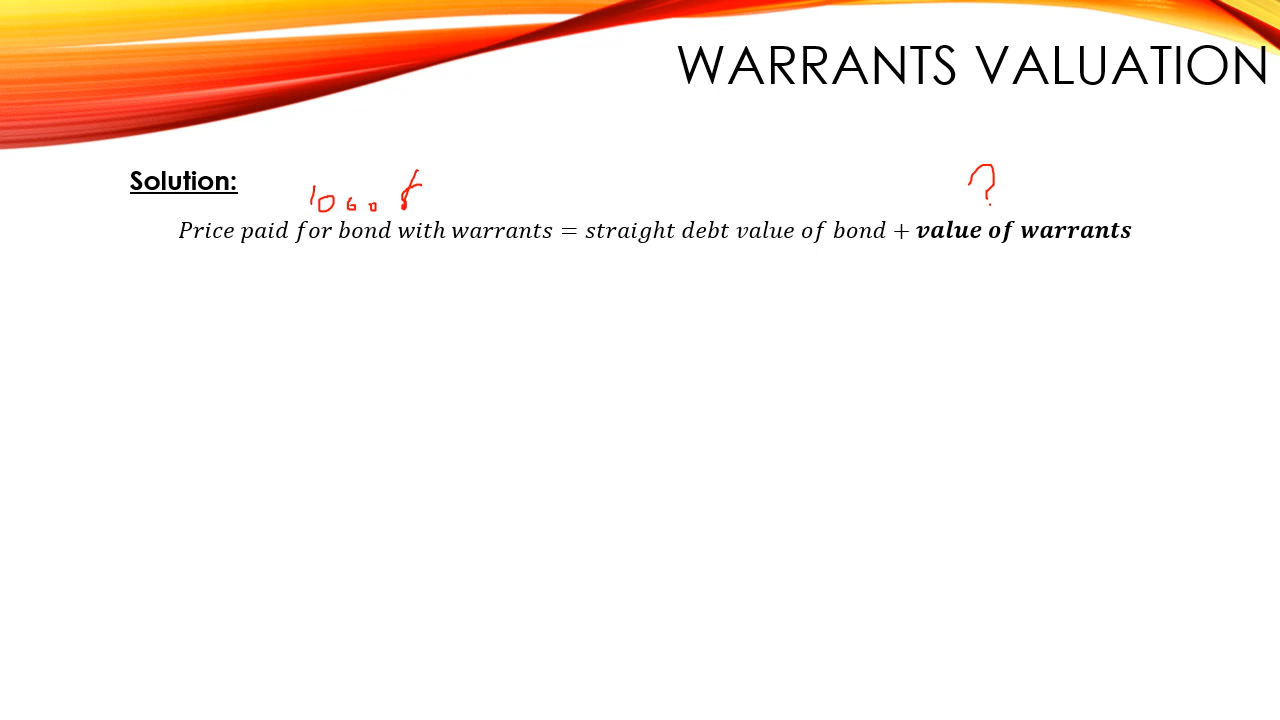 WARRANTS VALUATION
Solution:
1000 ?
Price paid for bond with warrants = straight debt value of bond + value of warrants